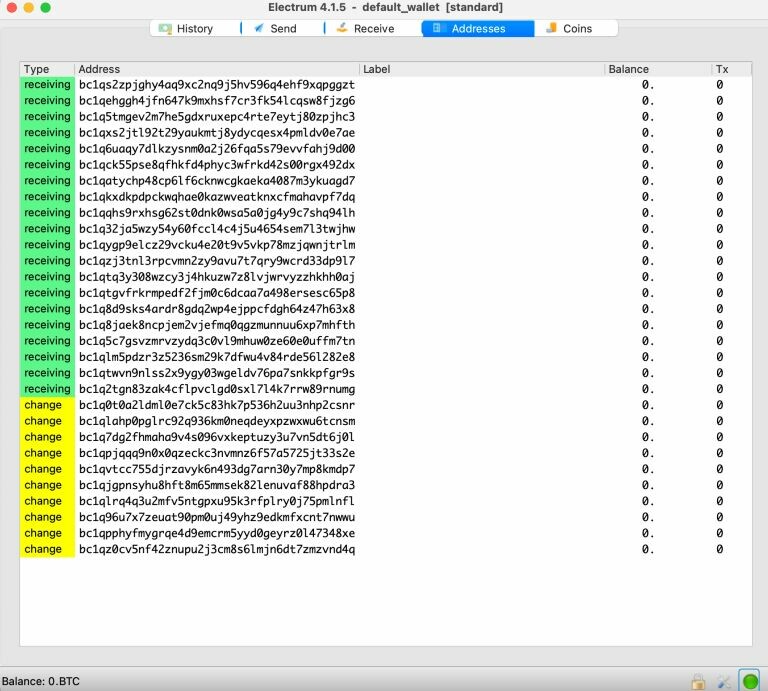 Electrum 4.1.5 - default_wallet [standard]
History Send Receive Addresses Coins
Type Address Label Balance Tx
receiving bc1qs2zpjghy4aq9xc2nq9j5hv596q4ehf9xqpggzt 0. 0
receiving bc1qehggh4jfn647k9mxhsf7cr3fk54lcqsw8fjzg6 0. 0
receiving bc1q5tmgev2m7he5gdxruxepc4rte7eytj80zpjhc3 0. 0
receiving bc1qxs2jtl92t29yaukmtj8ydycqesx4pmldv0e7ae 0. 0
receiving bc1q6uaqy7dlkzysnm0a2j26fqa5s79evvfahj9d00 0. 0
receiving bc1qck55pse8qfhkfd4phyc3wfrkd42s00rgx492dx 0. 0
receiving bc1qatychp48cp6lf6cknwcgkaeka4087m3ykuagd7 0. 0
receiving bc1qkxdkpdpckwqhae0kazweatknxcfmahavpf7dq 0. 0
receiving bc1qqhs9rxhsg62st0dnk0wsa5a0jg4y9c7shq94lh 0. 0
receiving bc1q32ja5wzy54y60fccl4c4j5u4654sem7l3twjhw 0. 0
receiving bc1qygp9elcz29vcku4e20t9v5vkp78mzjqwnjtrlm 0. 0
receiving bc1qzj3tnl3rpcvmn2zy9avu7t7qry9wcrd33dp9l7 0. 0
receiving bc1qtq3y308wzcy3j4hkuzw7z8lvjwrvyzzhkhh0aj 0. 0
receiving bc1qtgvfrkrmpedf2fjm0c6dcaa7a498ersesc65p8 0. 0
receiving bc1q8d9sks4ardr8gdq2wp4ejppcfdgh64z47h63x8 0. 0
receiving bc1q8jaek8ncpjem2vjefmq0qgzmunnuu6xp7mhfth 0. 0
receiving bc1q5c7gsvzmrvzydq3c0vl9mhuw0ze60e0uffm7tn 0. 0
receiving bc1qlm5pdzr3z5236sm29k7dfwu4v84rde56l282e8 0. 0
receiving bc1qtwvn9nlss2x9ygy03wgeldv76pa7snkkpfgr9s 0. 0
receiving bc1q2tgn83zak4cflpvclgd0sxl7l4k7rrw89rnumg 0. 0
change bc1q0t0a2ldml0e7ck5c83hk7p536h2uu3nhp2csnr 0. 0
change bc1qlahp0pglrc92q936km0neqdeyxpzwxwu6tcnsm 0. 0
change bc1q7dg2fhmaha9v4s096vxkeptuzy3u7vn5dt6j0l 0. 0
change bc1qpjqqq9n0x0qzeckc3nvmnz6f57a5725jt33s2e 0. 0
change bc1qvtcc755djrzavyk6n493dg7arn30y7mp8kmdp7 0. 0
change bc1qjgpnsyhu8hft8m65mmsek82lenuvaf88hpdra3 0. 0
change bc1qlrq4q3u2mfv5ntgpxu95k3rfplry0j75pmlnfl 0. 0
change bc1q96u7x7zeuat90pm0uj49yhz9edkmfxcnt7nwwu 0. 0
change bc1qpphyfmygrqe4d9emcrm5yyd0geyrz0l47348xe 0. 0
change bc1qz0cv5nf42znupu2j3cm8s6lmjn6dt7zmzvnd4q 0. 0
Balance: 0.BTC